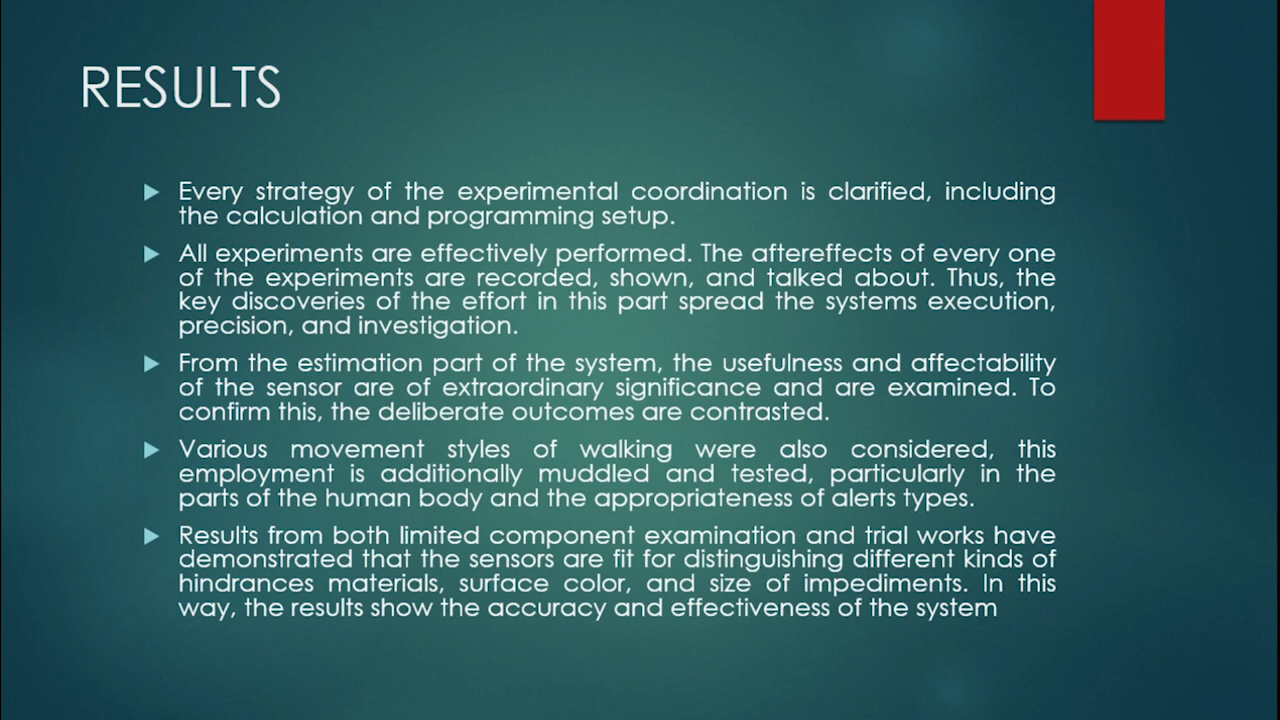 RESULTS
Every strategy of the experimental coordination is clarified, including
the calculation and programming setup.
All experiments are effectively performed. The aftereffects of every one
of the experiments are recorded, shown, and talked about. Thus, the
key discoveries of the effort in this part spread the systems execution,
precision, and investigation.
From the estimation part of the system, the usefulness and affectability
of the sensor are of extraordinary significance and are examined. To
confirm this, the deliberate outcomes are contrasted.
Various movement styles of walking were also considered, this
employment is additionally muddled and tested, particularly in the
parts of the human body and the appropriateness of alerts types.
Results from both limited component examination and trial works have
demonstrated that the sensors are fit for distinguishing different kinds of
hindrances materials, surface color, and size of impediments. In this
way, the results show the accuracy and effectiveness of the system